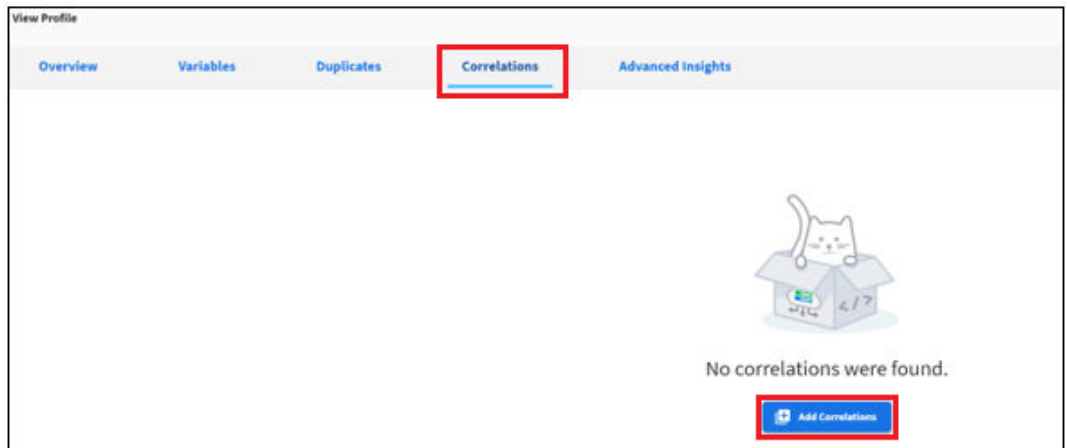 View Profile
Overview Variables Duplicates Correlations Advanced Insights
</>
No correlations were found.
Add Correlations